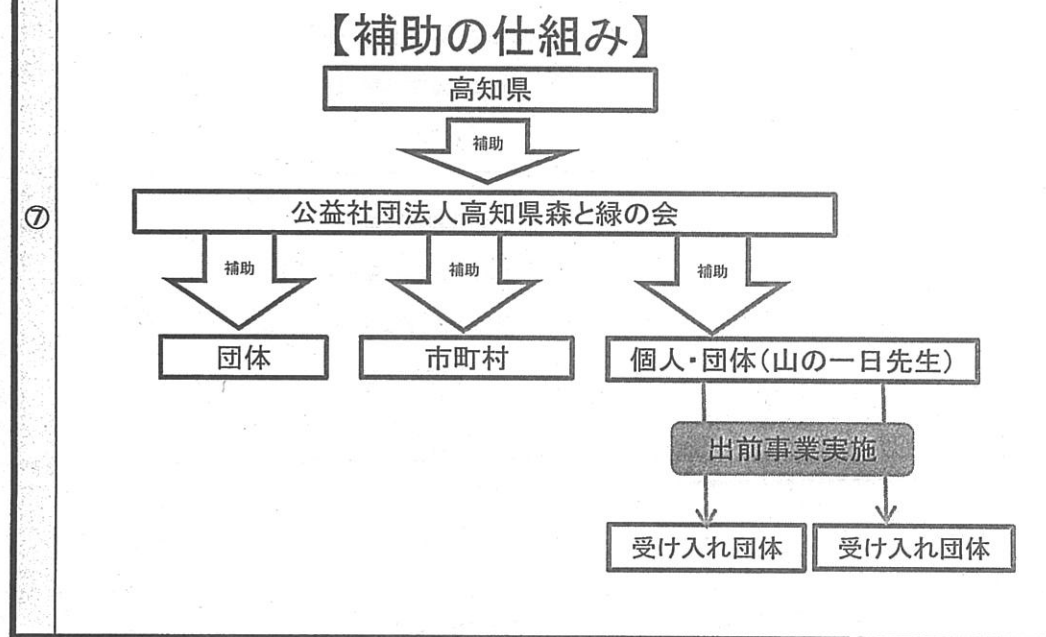 【補助の仕組み】
高知県
補助
⑦
公益社団法人高知県森と緑の会
補助
補助
補助
団体
市町村
個人・団体(山の一日先生)
出前事業実施
受け入れ団体
受け入れ団体